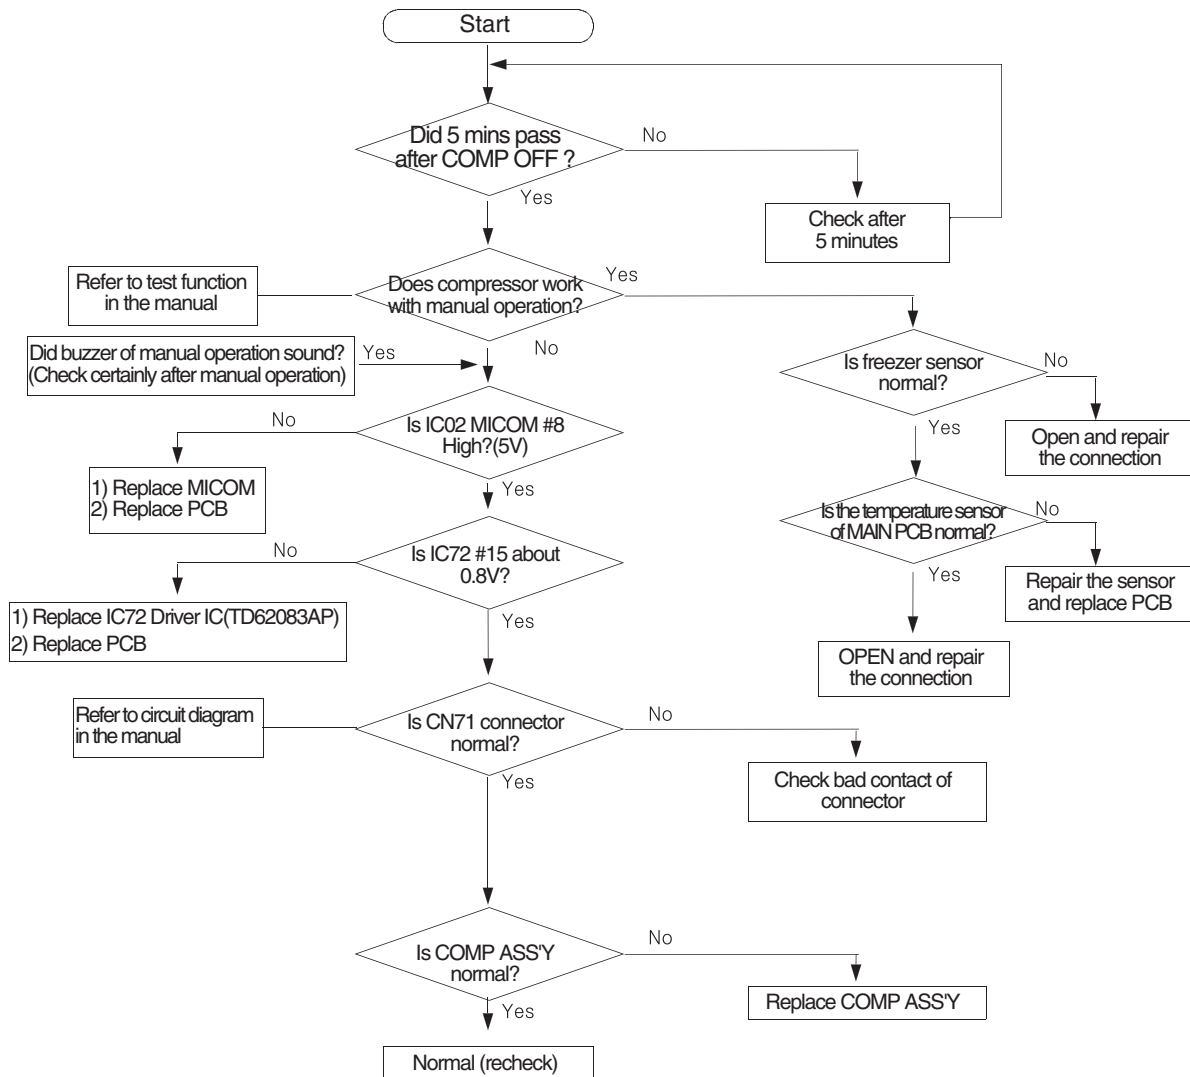 Start
Did 5 mins pass
after COMP OFF ?
No
Yes
Check after
5 minutes
Refer to test function
in the manual
Does compressor work
with manual operation?
Yes
No
Did buzzer of manual operation sound?
(Check certainly after manual operation)
Yes
Is freezer sensor
normal?
No
Yes
Open and repair
the connection
Is IC02 MICOM #8
High?(5V)
No
Yes
1) Replace MICOM
2) Replace PCB
Is the temperature sensor
of MAIN PCB normal?
No
Yes
Repair the sensor
and replace PCB
OPEN and repair
the connection
Is IC72 #15 about
0.8V?
No
Yes
1) Replace IC72 Driver IC(TD62083AP)
2) Replace PCB
Refer to circuit diagram
in the manual
Is CN71 connector
normal?
No
Yes
Check bad contact of
connector
Is COMP ASS'Y
normal?
No
Yes
Replace COMP ASS'Y
Normal (recheck)